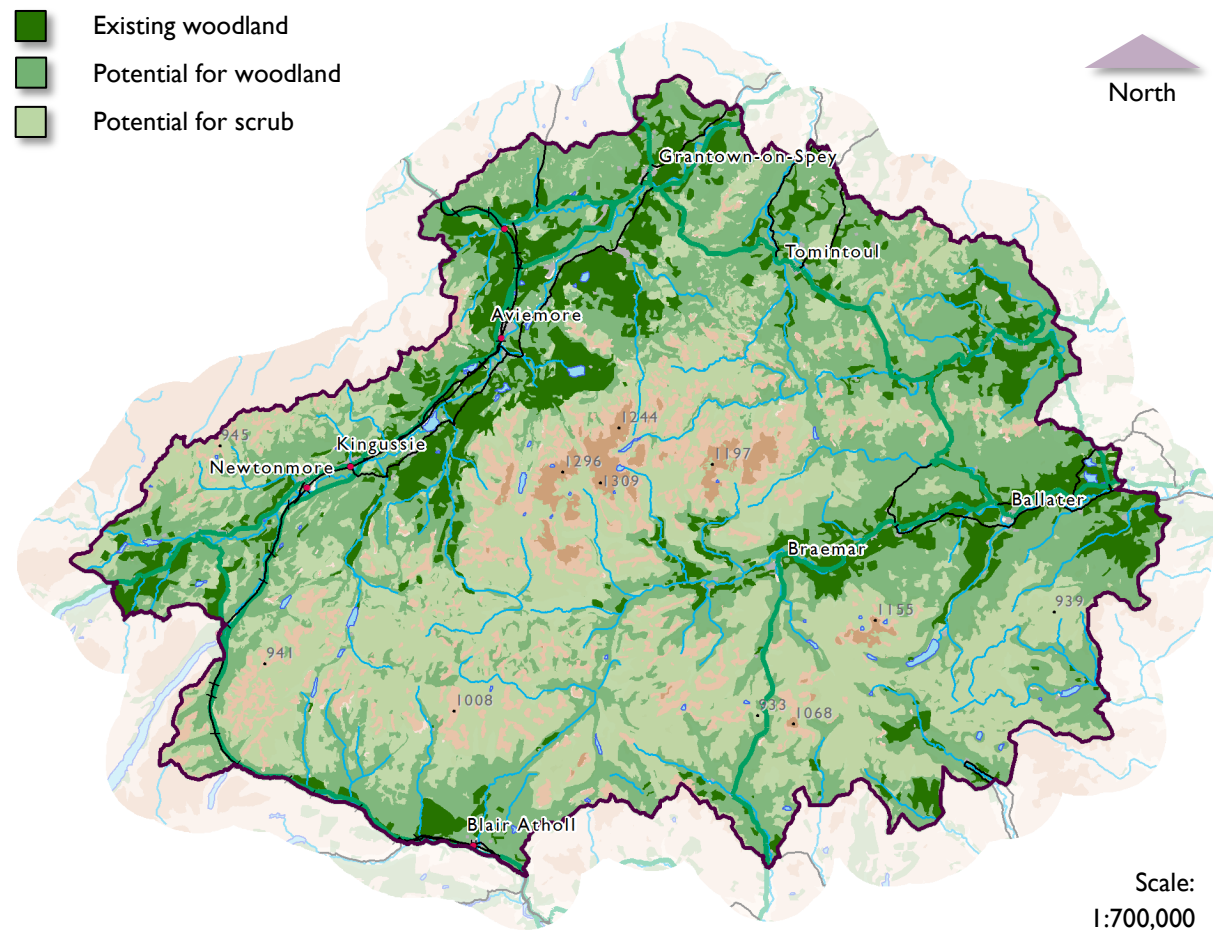 Existing woodland
Potential for woodland
Potential for scrub
North
Grantown-on-Spey
Tomintoul
Aviemore
1244
945
Kingussie
1296
1197
Newtonmore
1309
Ballater
Braemar
1155
939
941
1008
933
1068
Blair Atholl
Scale:
1:700,000